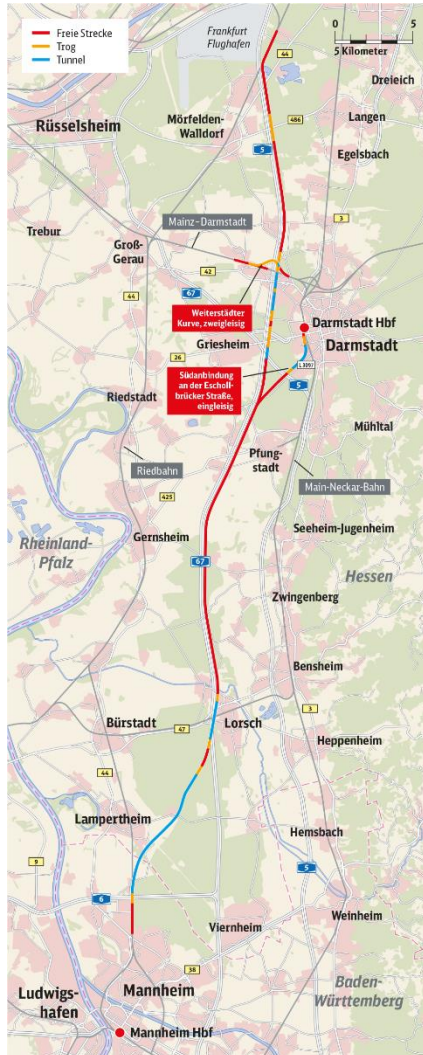 Freie Strecke
Trog
Tunnel
Frankfurt
Flughafen
0 5
5 Kilometer
44
Dreieich
Rüsselsheim
Mörfelden-
Walldorf
486
Langen
5
Egelsbach
Trebur
Mainz-Darmstadt
3
Groß-
Gerau
42
67
44
Weiterstädter
Kurve, zweigleisig
Darmstadt Hbf
Griesheim
Darmstadt
26
Südanbindung
an der Escholl-
brücker Straße,
eingleisig
5
Riedstadt
Mühltal
Pfung-
stadt
Riedbahn
Main-Neckar-Bahn
425
Gernsheim
Seeheim-Jugenheim
Rheinland-
Pfalz
67
Hessen
Zwingenberg
Bensheim
Bürstadt
47
Lorsch
3
Heppenheim
44
Lampertheim
Hemsbach
9
6
5
Weinheim
Viernheim
38
Ludwigs-
hafen
Mannheim
Baden-
Württemberg
Mannheim Hbf